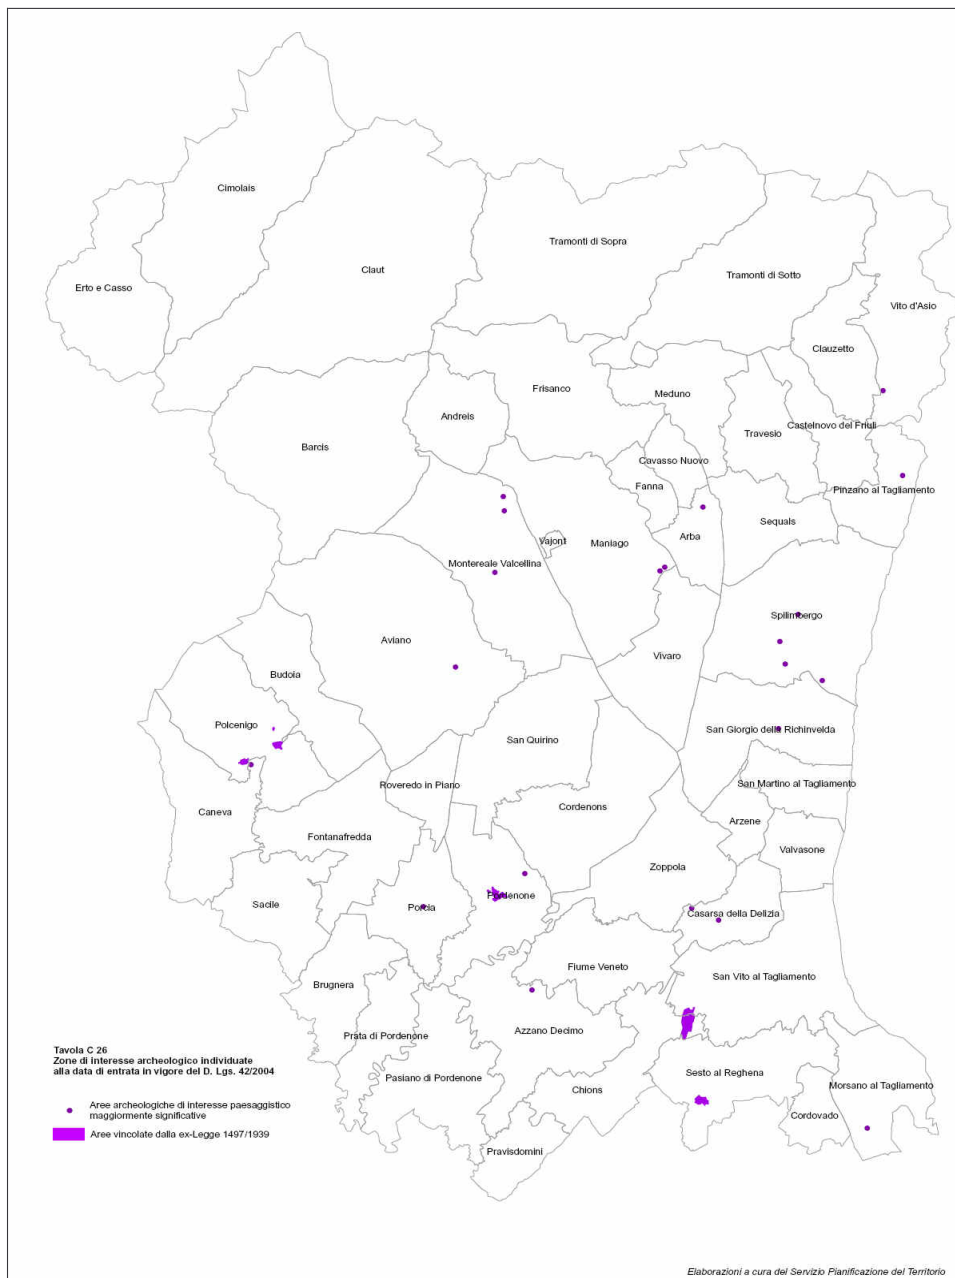 Cimolais
Tramonti di Sopra
Claut
Tramonti di Sotto
Erto e Casso
Vito d'Asio
Clauzetto
Frisanco
Meduno
Andreis
Castelnovo del Friuli
Travesio
Barcis
Cavasso Nuovo
Fanna
Pinzano al Tagliamento
Sequals
Arba
Vajont
Maniago
Montereale Valcellina
Spilimbergo
Aviano
Vivaro
Budoia
Polcenigo
San Giorgio della Richinvelda
San Quirino
Roveredo in Piano
San Martino al Tagliamento
Cordenons
Caneva
Arzene
Fontanafredda
Valvasone
Zoppola
Pordenone
Sacile
Porcia
Casarsa della Delizia
Fiume Veneto
San Vito al Tagliamento
Brugnera
Azzano Decimo
Prata di Pordenone
Tavola C 26
Zone di interesse archeologico individuate
alla data di entrata in vigore del D. Lgs. 42/2004
Sesto al Reghena
Pasiano di Pordenone
Morsano al Tagliamento
Chions
Aree archeologiche di interesse paesaggistico
maggiormente significative
Cordovado
Aree vincolate dalla ex-Legge 1497/1939
Pravisdomini
Elaborazioni a cura del Servizio Pianificazione del Territorio